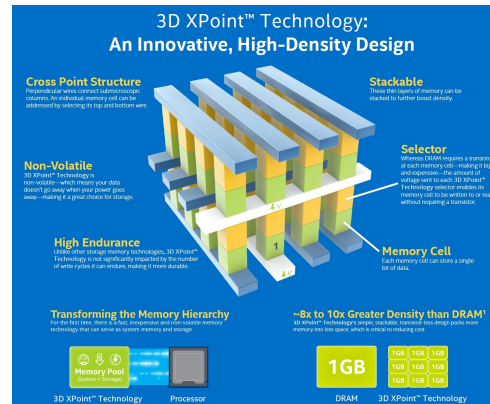 3D XPoint™ Technology:
An Innovative, High-Density Design
Cross Point Structure
Perpendicular wires connect submicroscopic
columns. An individual memory cell can be
addressed by selecting its top and bottom wire.
Stackable
These thin layers of memory can be
stacked to further boost density.
Non-Volatile
3D XPoint™ Technology is
non-volatile—which means your data
doesn't go away when your power goes
away—making it a great choice for storage.
Selector
Whereas DRAM requires a transisto
at each memory cell—making it big
and expensive—the amount of
voltage sent to each 3D XPoint™
Technology selector enables its
memory cell to be written to or rea
without requiring a transistor.
High Endurance
Unlike other storage memory technologies, 3D XPoint™
Technology is not significantly impacted by the number
of write cycles it can endure, making it more durable.
Memory Cell
Each memory cell can store a single
bit of data.
V
1
V
Transforming the Memory Hierarchy
For the first time, there is a fast, inexpensive and non-volatile memory
technology that can serve as system memory and storage.
~8x to 10x Greater Density than DRAM¹
3D XPoint™ Technology's simple, stackable, transistor-less design packs more
memory into less space, which is critical to reducing cost.
Memory Pool
(System + Storage)
3D XPoint™ Technology
Processor
1GB
DRAM
1GB 1GB 1GB
1GB 1GB 1GB
1GB 1GB 1GB
3D XPoint™ Technology